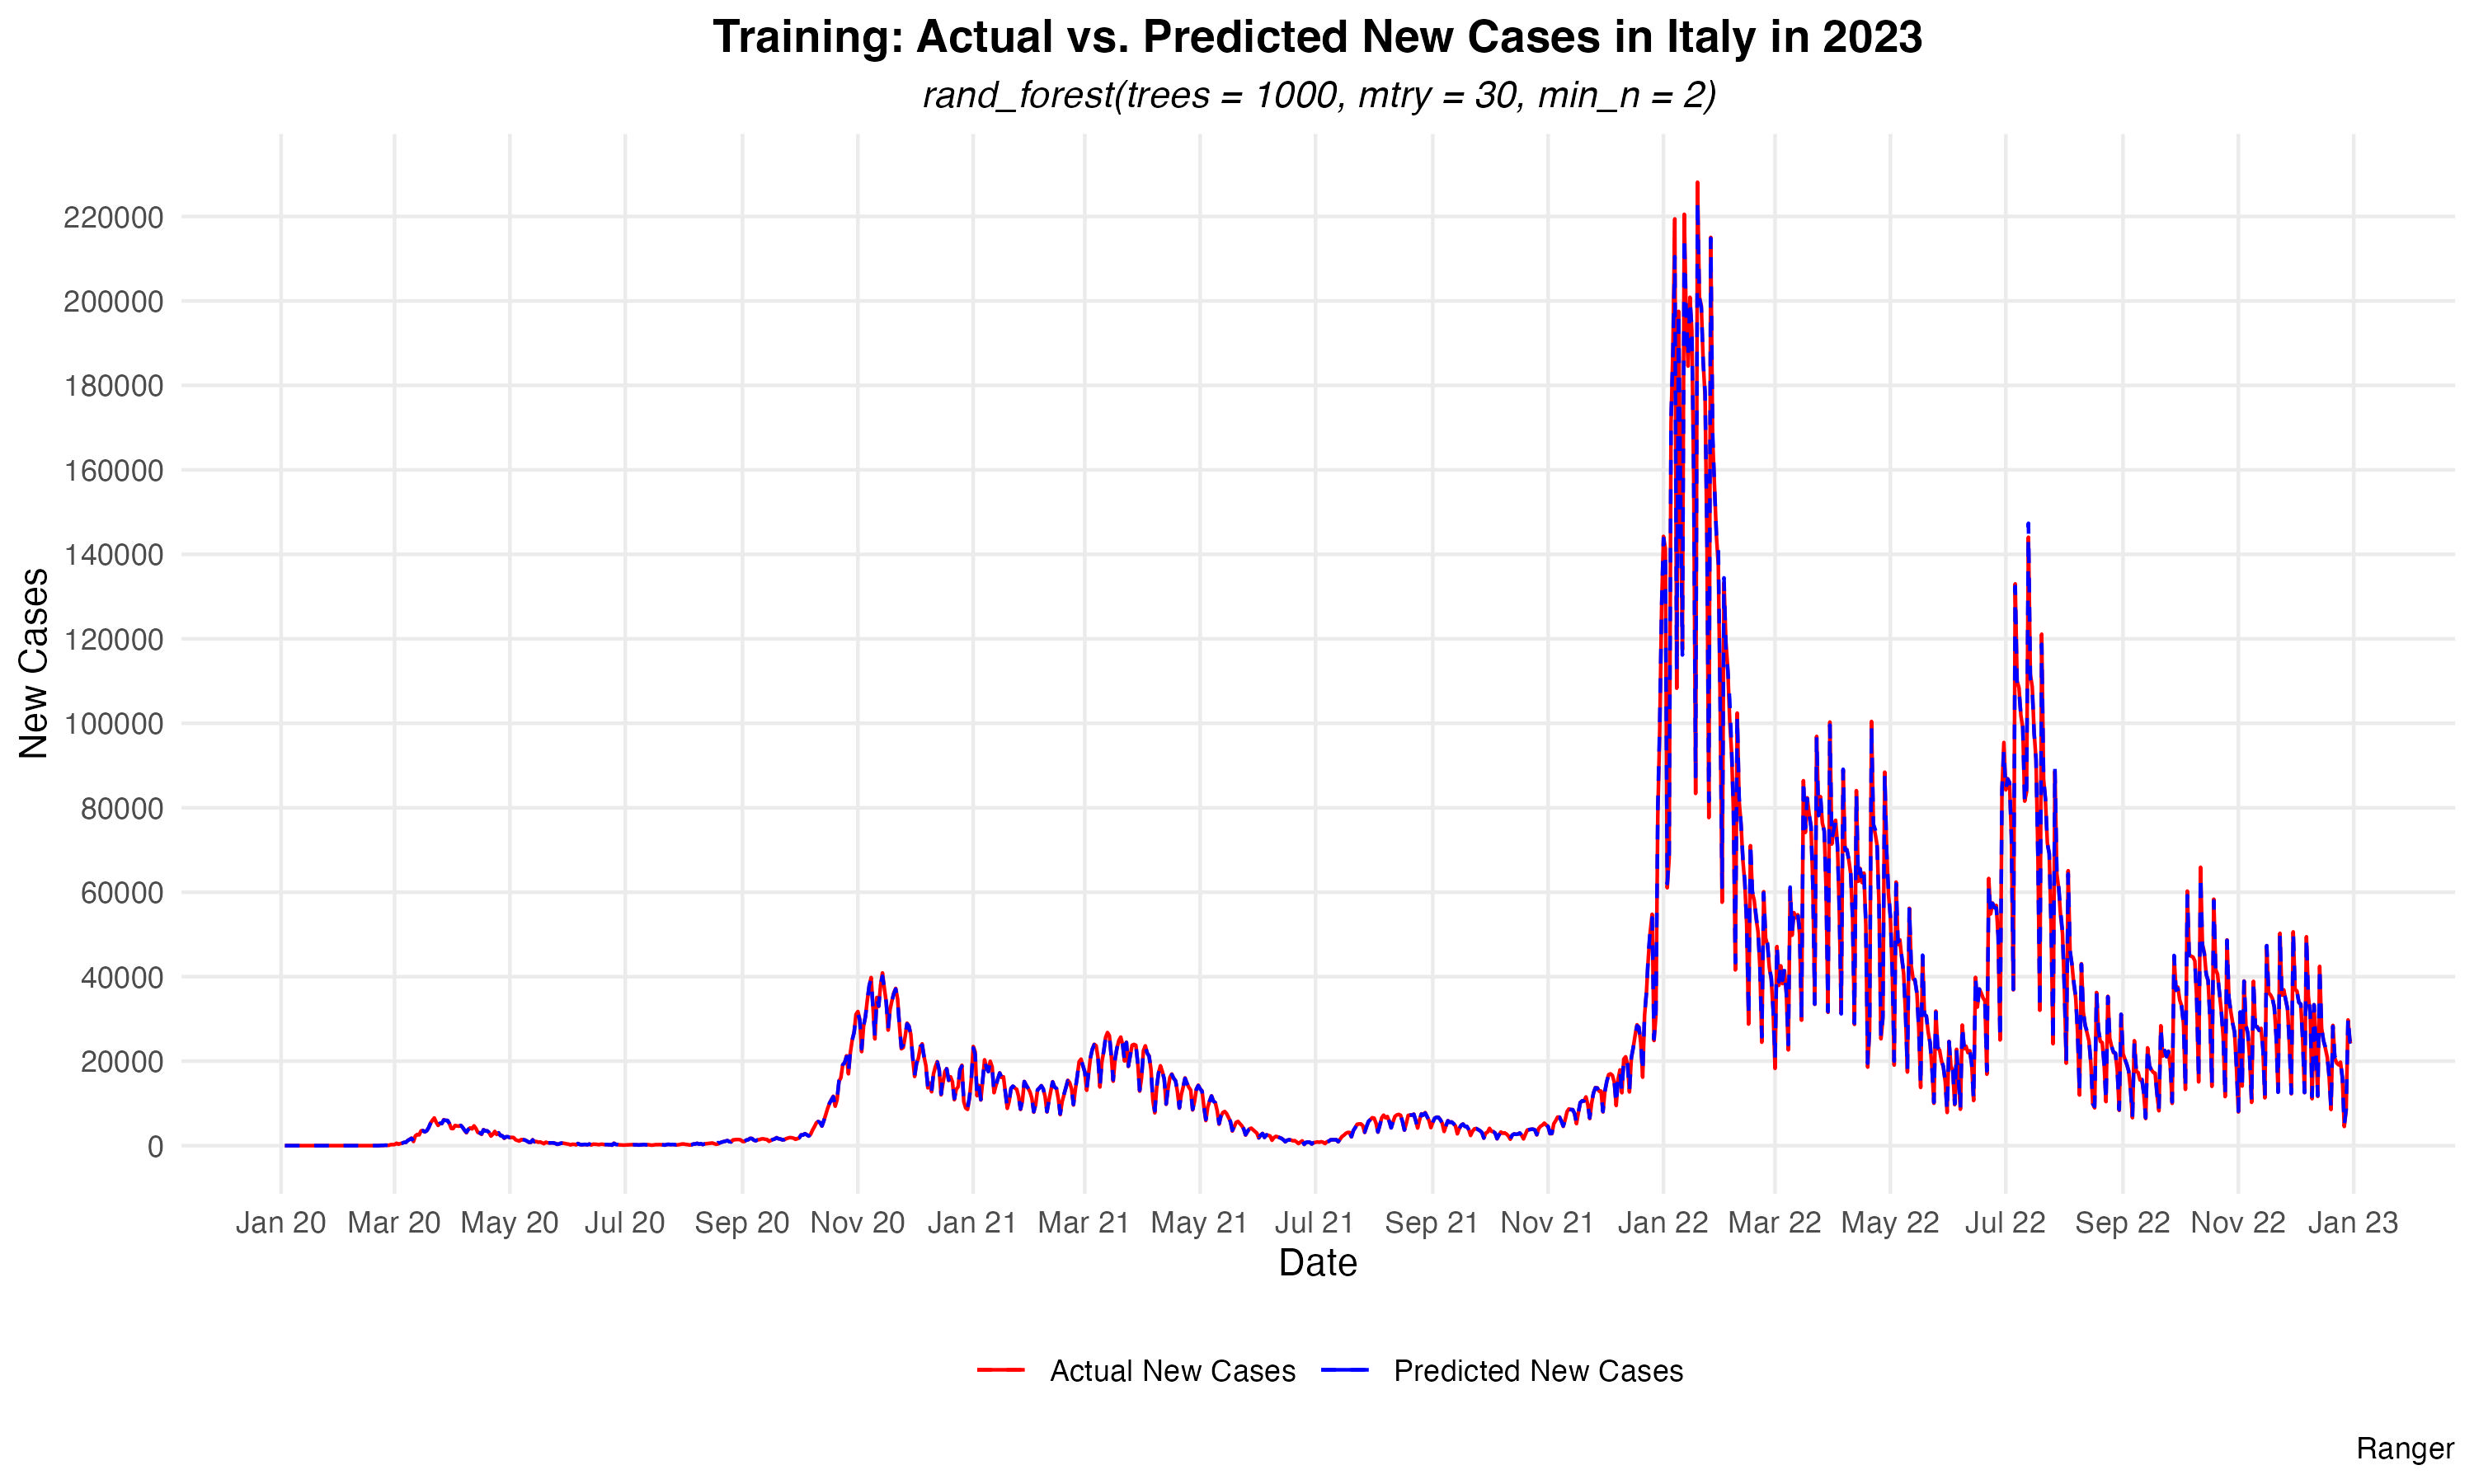 Training: Actual vs. Predicted New Cases in Italy in 2023
rand_forest(trees = 1000, mtry = 30, min_n = 2)
New Cases
220000
200000
180000
160000
140000
120000
100000
80000
60000
40000
20000
0
Jan 20 Mar 20 May 20 Jul 20 Sep 20 Nov 20 Jan 21 Mar 21 May 21 Jul 21 Sep 21 Nov 21 Jan 22 Mar 22 May 22 Jul 22 Sep 22 Nov 22 Jan 23
Date
Actual New Cases Predicted New Cases
Ranger